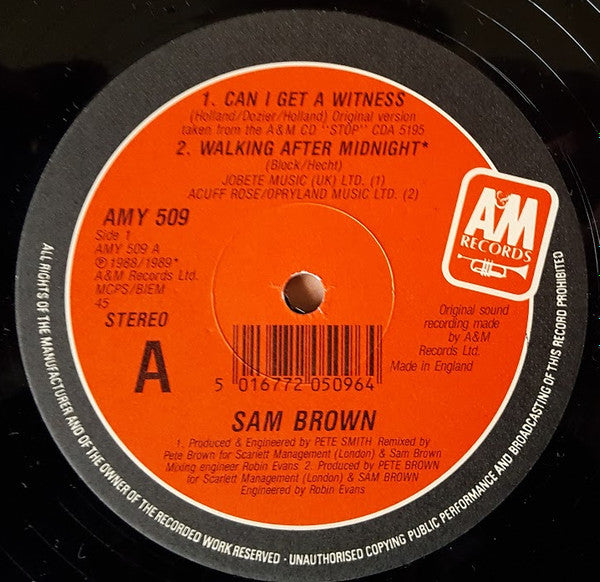 1. CAN I GET A WITNESS
(Holland/Dozier/Holland) Original version
taken from the A&M CD "STOP" CDA 5195
2. WALKING AFTER MIDNIGHT*
(Block/Hecht)
JOBETE MUSIC (UK) LTD. (1)
ACUFF ROSE/OPRYLAND MUSIC LTD. (2)
AMY 509
Side 1
AMY 509 A
℗ 1988/1989*
A&M Records Ltd.
MCPS/BIEM
45
STEREO
A
A&M
RECORDS
Original sound
recording made
by A&M
Records Ltd.
Made in England
5 016772 050964
SAM BROWN
1. Produced & Engineered by PETE SMITH Remixed by
Pete Brown for Scarlett Management (London) & Sam Brown
Mixing engineer Robin Evans 2. Produced by PETE BROWN
for Scarlett Management (London) & SAM BROWN
Engineered by Robin Evans
ALL RIGHTS OF THE MANUFACTURER AND OF THE OWNER OF THE RECORDED WORK RESERVED - UNAUTHORISED COPYING PUBLIC PERFORMANCE AND BROADCASTING OF THIS RECORD PROHIBITED